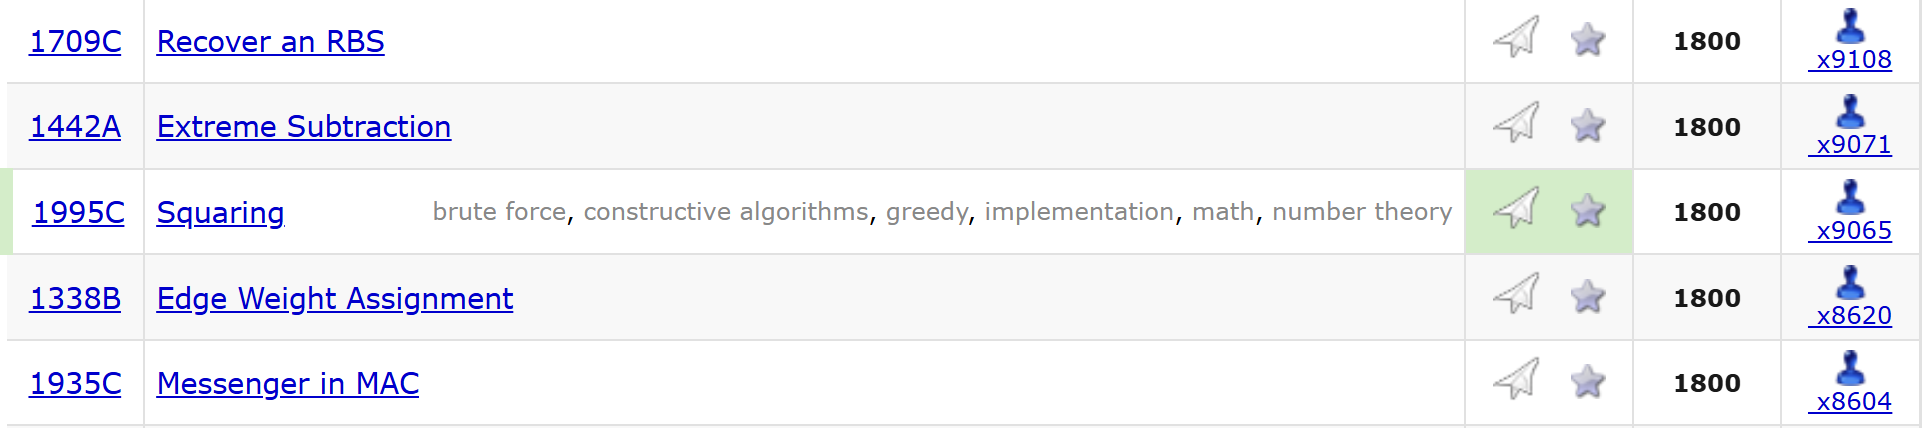 1709C Recover an RBS 1800 x9108
1442A Extreme Subtraction 1800 x9071
1995C Squaring brute force, constructive algorithms, greedy, implementation, math, number theory 1800 x9065
1338B Edge Weight Assignment 1800 x8620
1935C Messenger in MAC 1800 x8604